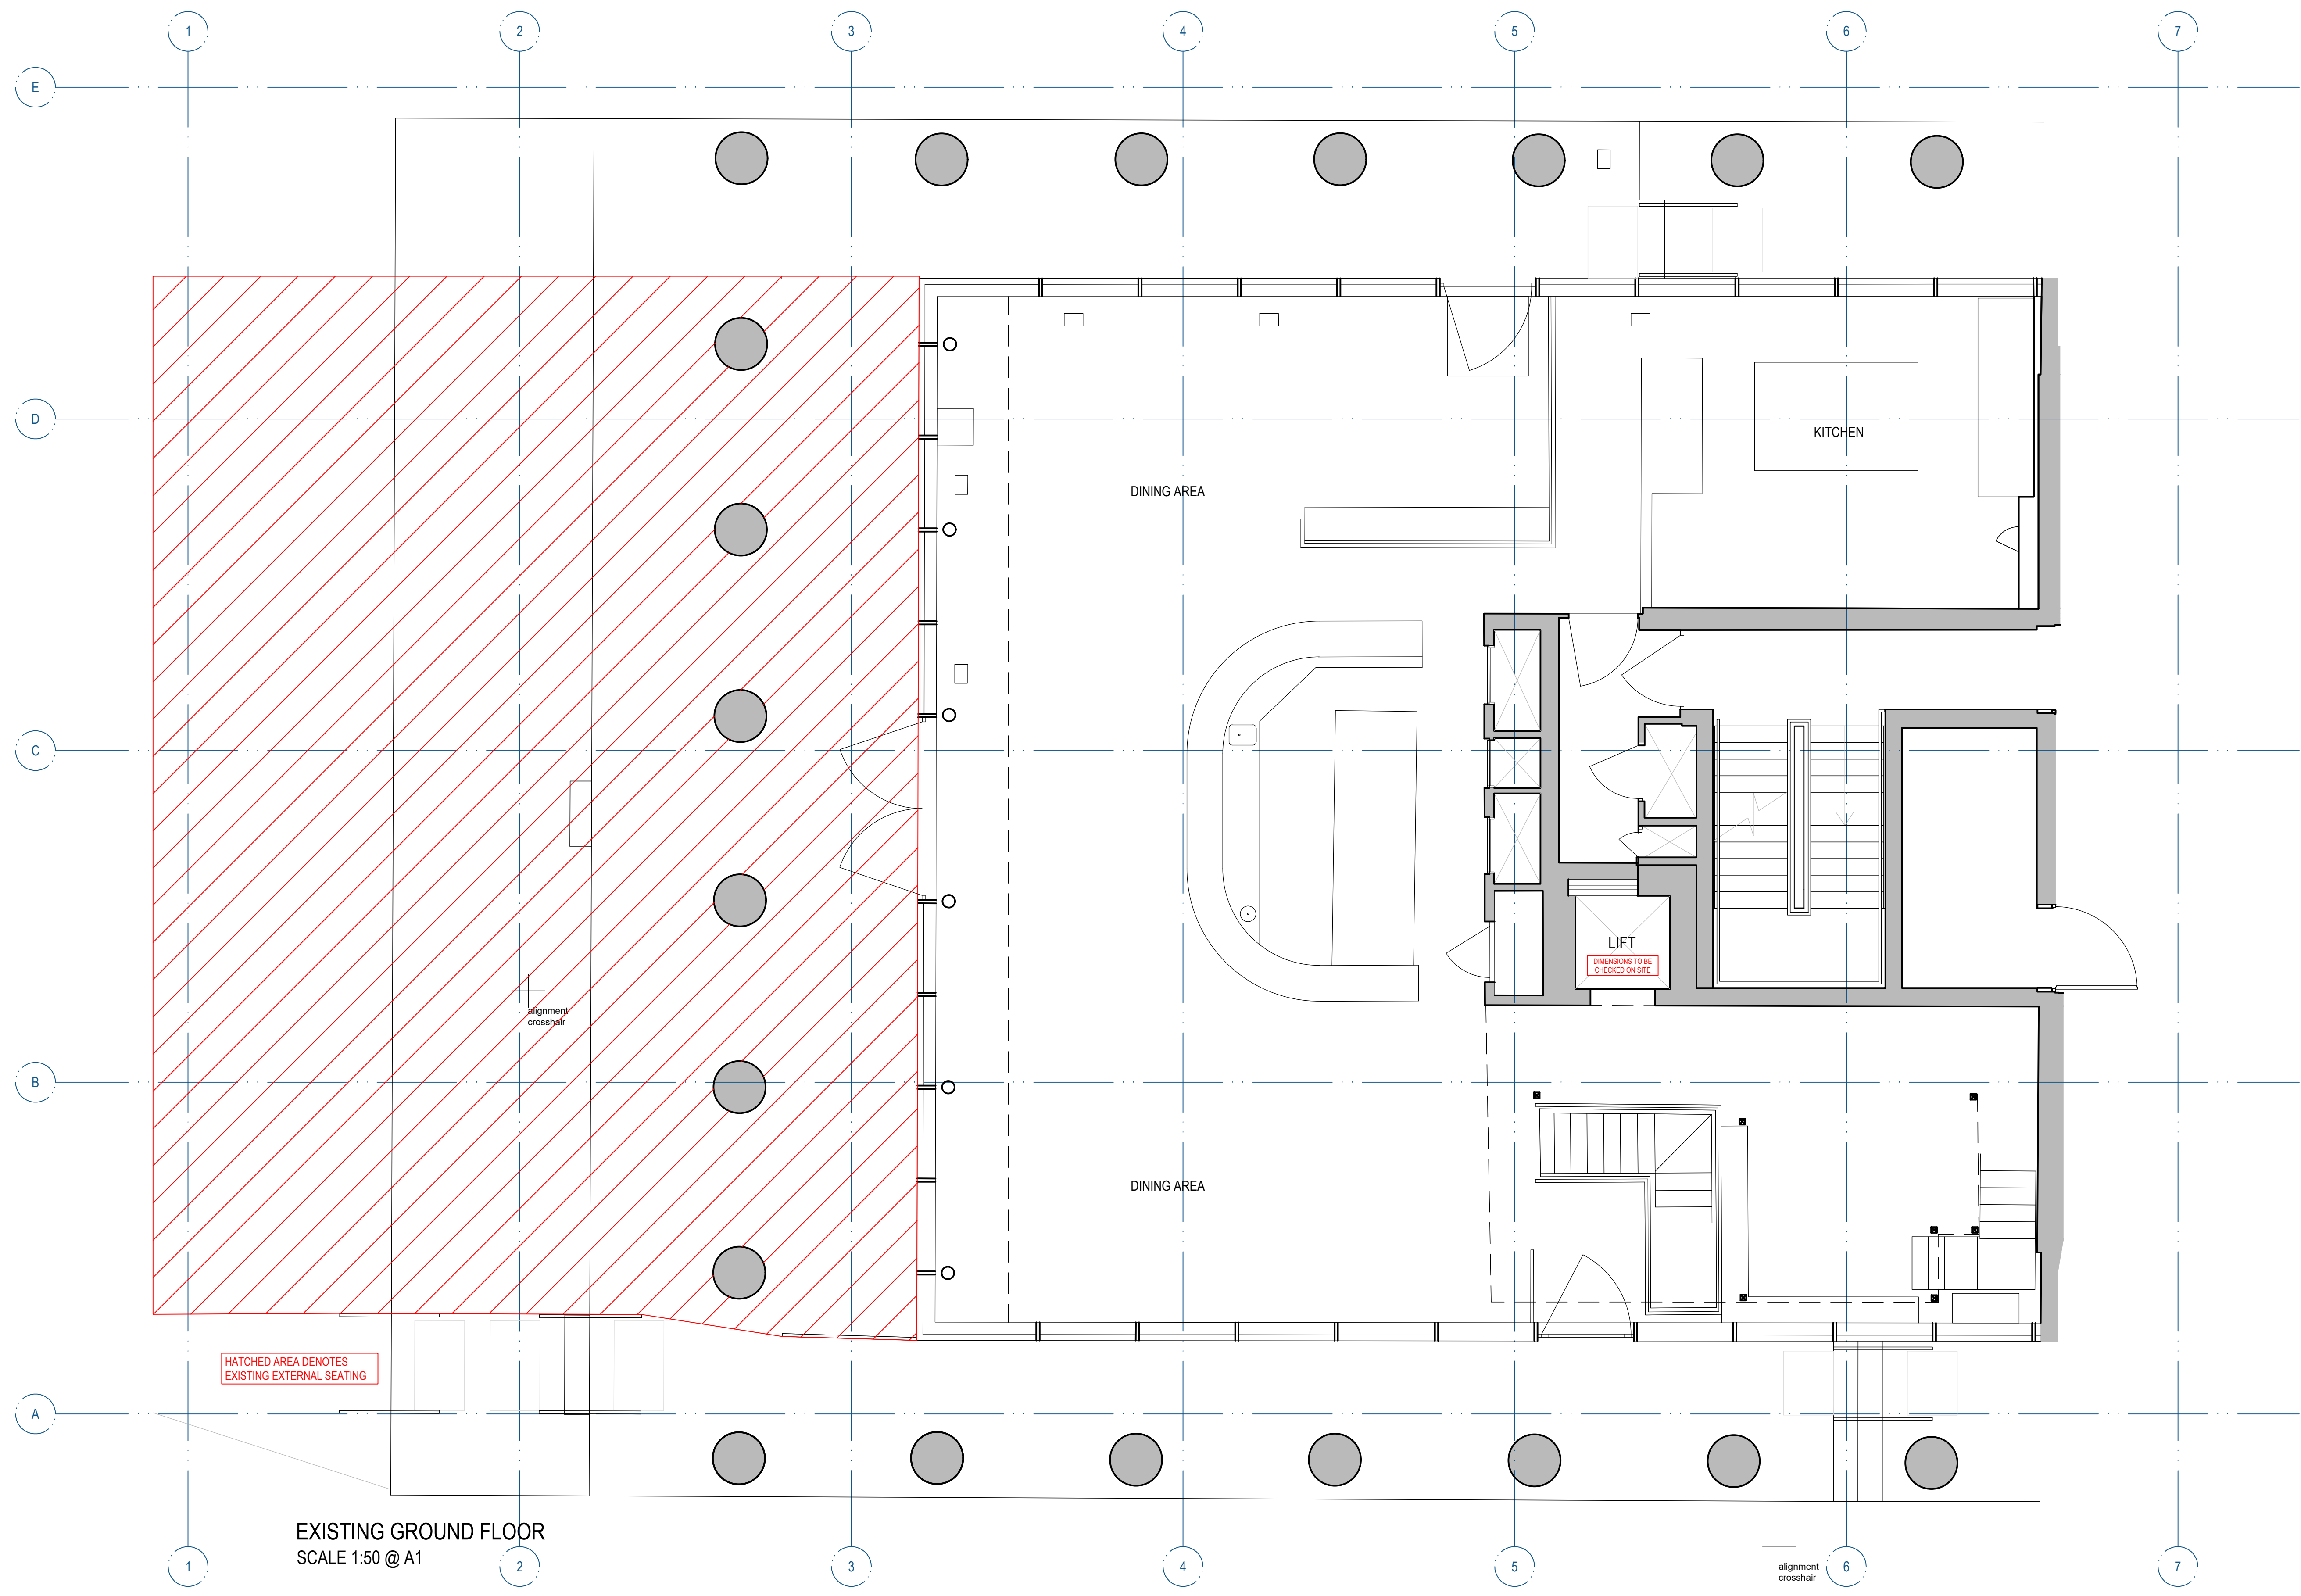 1 2 3 4 5 6 7
E
D
KITCHEN
DINING AREA
C
LIFT
DIMENSIONS TO BE
CHECKED ON SITE
alignment
crosshair
B
DINING AREA
HATCHED AREA DENOTES
EXISTING EXTERNAL SEATING
A
EXISTING GROUND FLOOR
SCALE 1:50 @ A1
alignment
crosshair
1 2 3 4 5 6 7